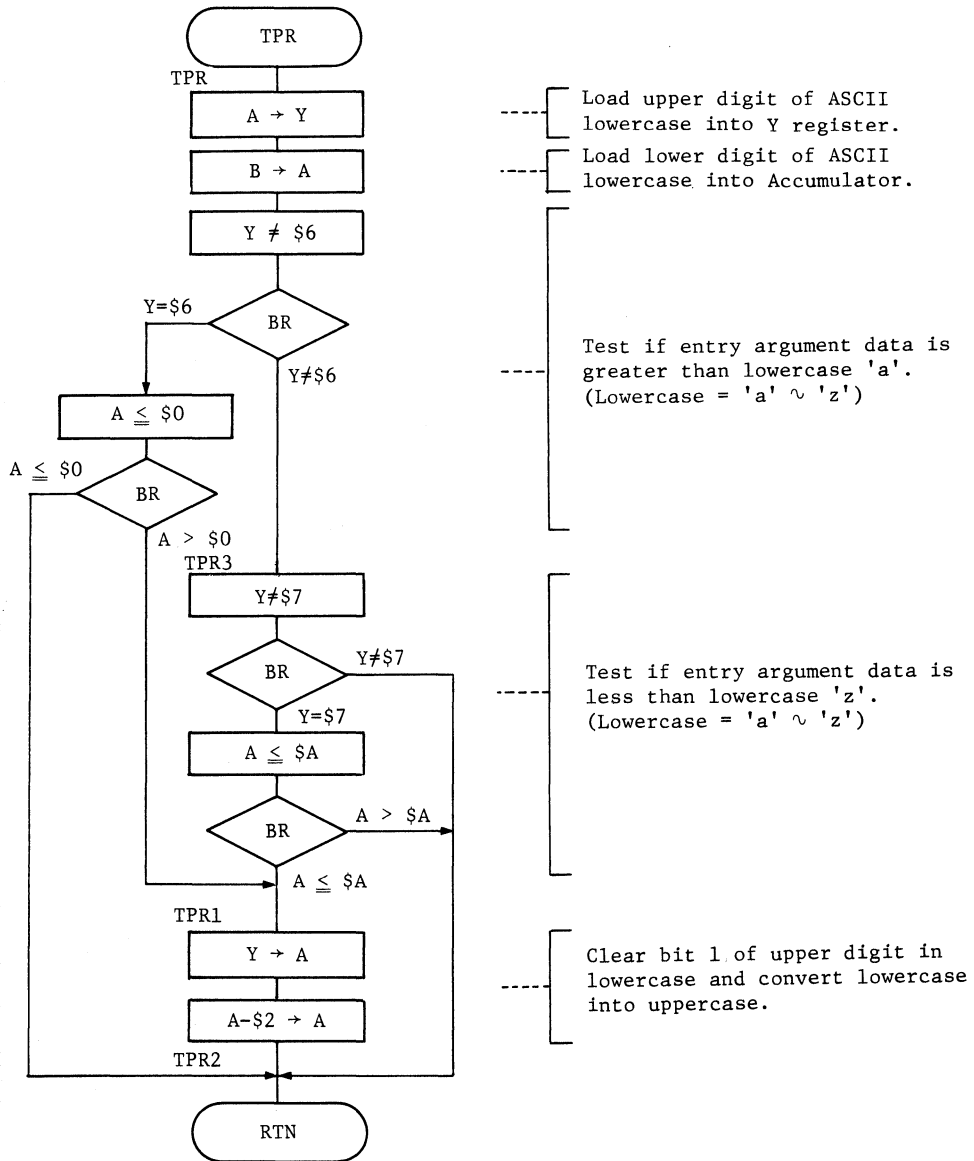 TPR
TPR
A → Y
Load upper digit of ASCII
lowercase into Y register.
B → A
Load lower digit of ASCII
lowercase into Accumulator.
Y ≠ $6
Y=$6
BR
Y≠$6
Test if entry argument data is
greater than lowercase 'a'.
(Lowercase = 'a' ∿ 'z')
A ≦ $0
A ≦ $0
BR
A > $0
TPR3
Y≠$7
BR
Y≠$7
Y=$7
Test if entry argument data is
less than lowercase 'z'.
(Lowercase = 'a' ∿ 'z')
A ≦ $A
BR
A > $A
A ≦ $A
TPR1
Y → A
Clear bit 1 of upper digit in
lowercase and convert lowercase
into uppercase.
A-$2 → A
TPR2
RTN